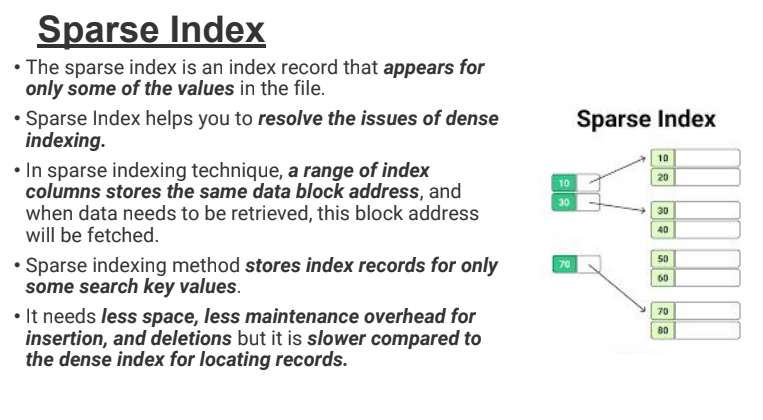 Sparse Index
• The sparse index is an index record that appears for
only some of the values in the file.
• Sparse Index helps you to resolve the issues of dense
indexing.
• In sparse indexing technique, a range of index
columns stores the same data block address, and
when data needs to be retrieved, this block address
will be fetched.
• Sparse indexing method stores index records for only
some search key values.
• It needs less space, less maintenance overhead for
insertion, and deletions but it is slower compared to
the dense index for locating records.
Sparse Index
10
30
70
10
20
30
40
50
60
70
80